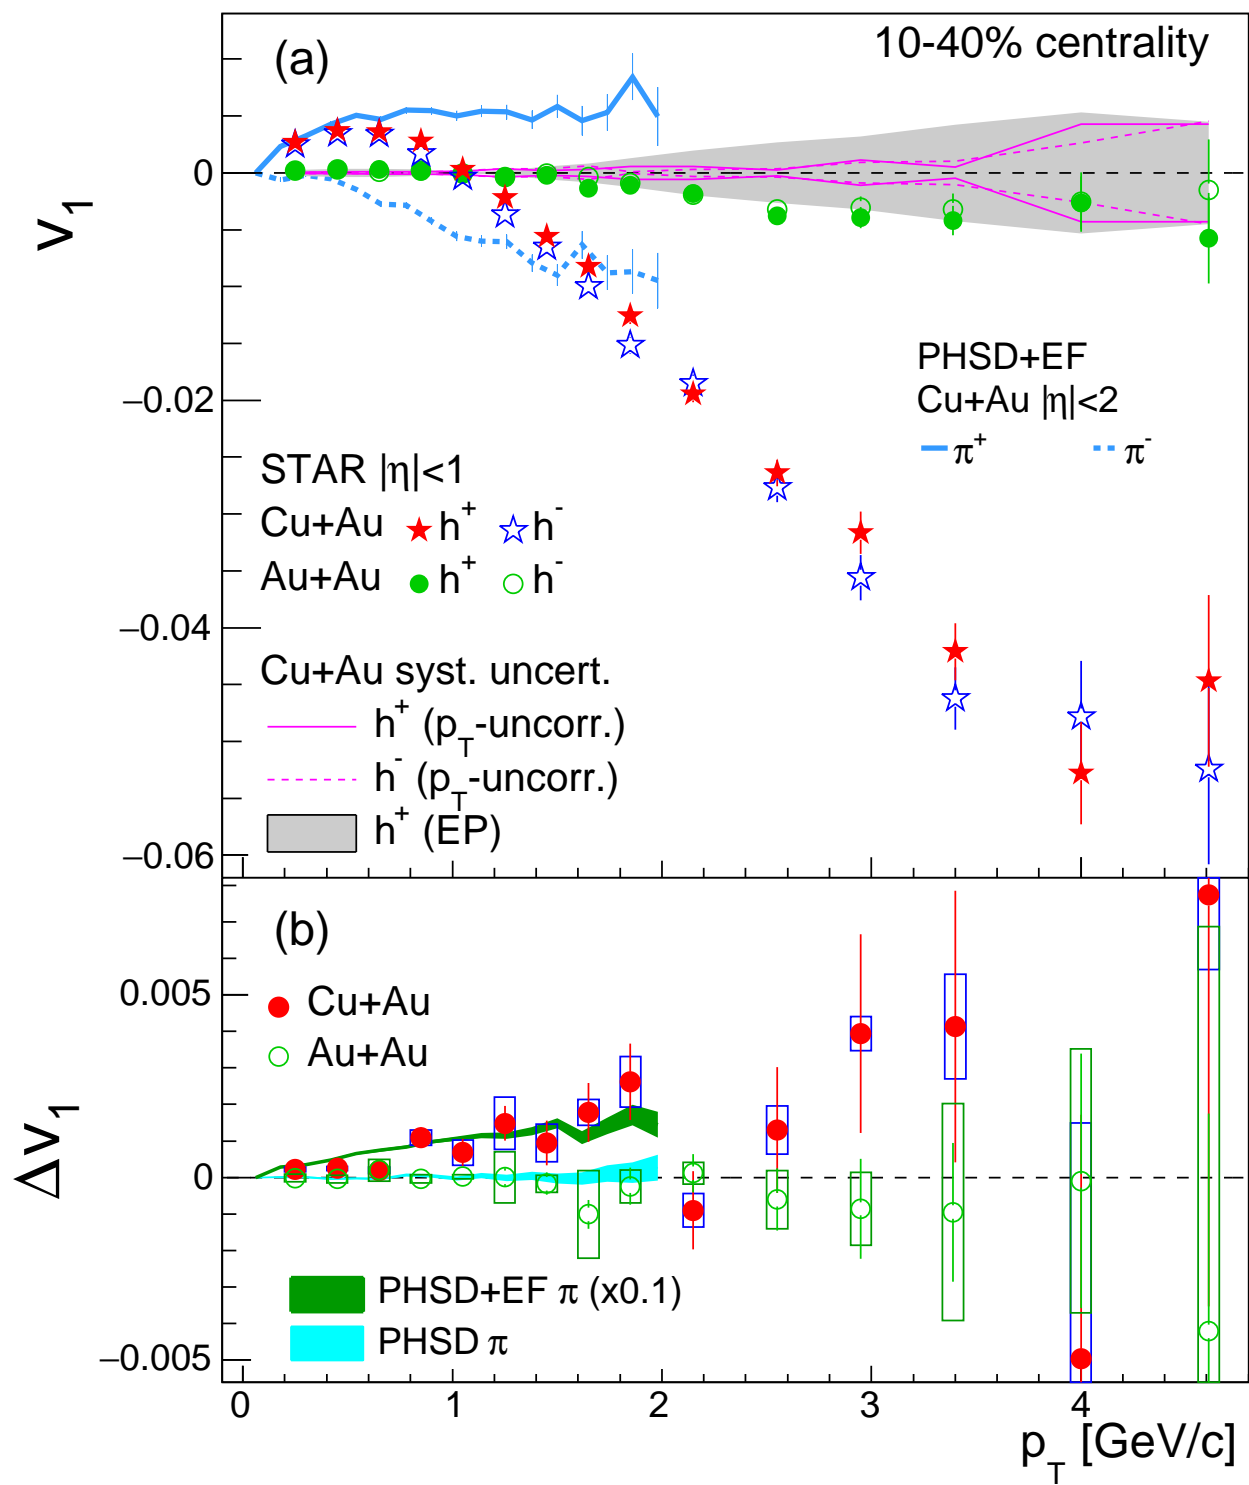 (a)
10-40% centrality
v1
0
−0.02
−0.04
−0.06
PHSD+EF
Cu+Au |η|<2
π+ π-
STAR |η|<1
Cu+Au h+ h-
Au+Au h+ h-
Cu+Au syst. uncert.
h+ (pT-uncorr.)
h- (pT-uncorr.)
h+ (EP)
(b)
Cu+Au
Au+Au
Δv1
0.005
0
−0.005
PHSD+EF π (x0.1)
PHSD π
0 1 2 3 4
pT [GeV/c]